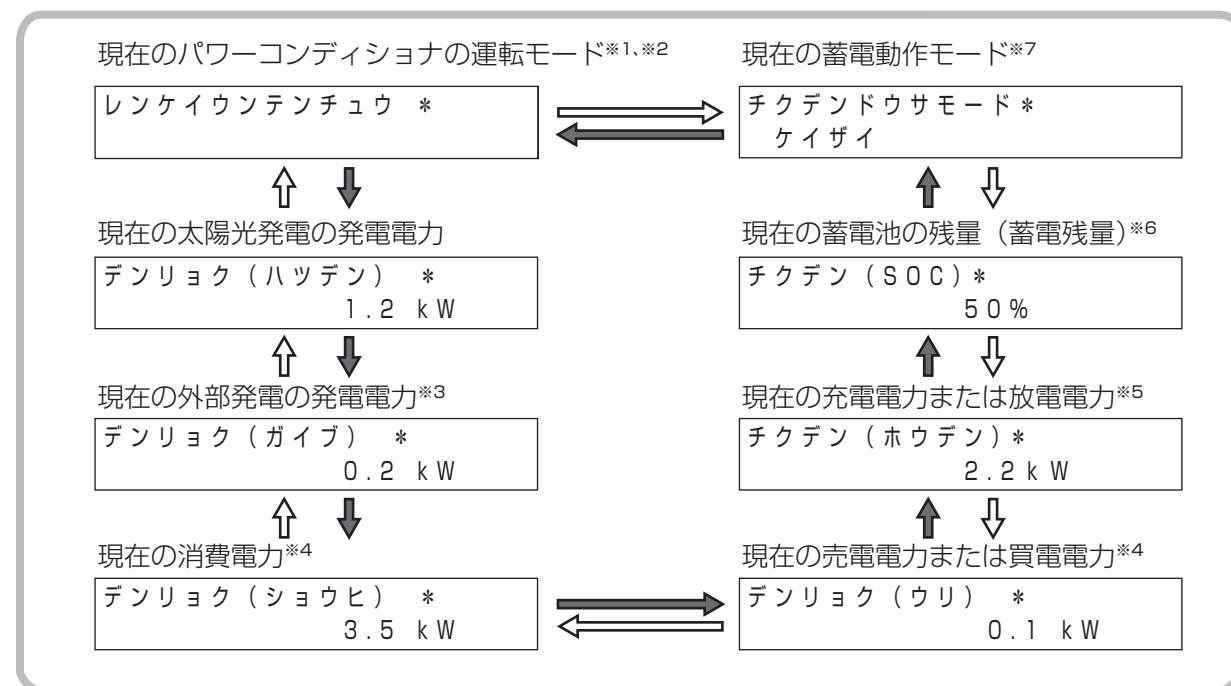 現在のパワーコンディショナの運転モード※1、※2
レンケイウンテンチュウ *
現在の太陽光発電の発電電力
デンリョク（ハツデン） *
1.2 kW
現在の外部発電の発電電力※3
デンリョク（ガイブ） *
0.2 kW
現在の消費電力※4
デンリョク（ショウヒ） *
3.5 kW
現在の蓄電動作モード※7
チクデンドウサモード*
ケイザイ
現在の蓄電池の残量（蓄電残量）※6
チクデン（SOC）*
50%
現在の充電電力または放電電力※5
チクデン（ホウデン）*
2.2kW
現在の売電電力または買電電力※4
デンリョク（ウリ） *
0.1 kW